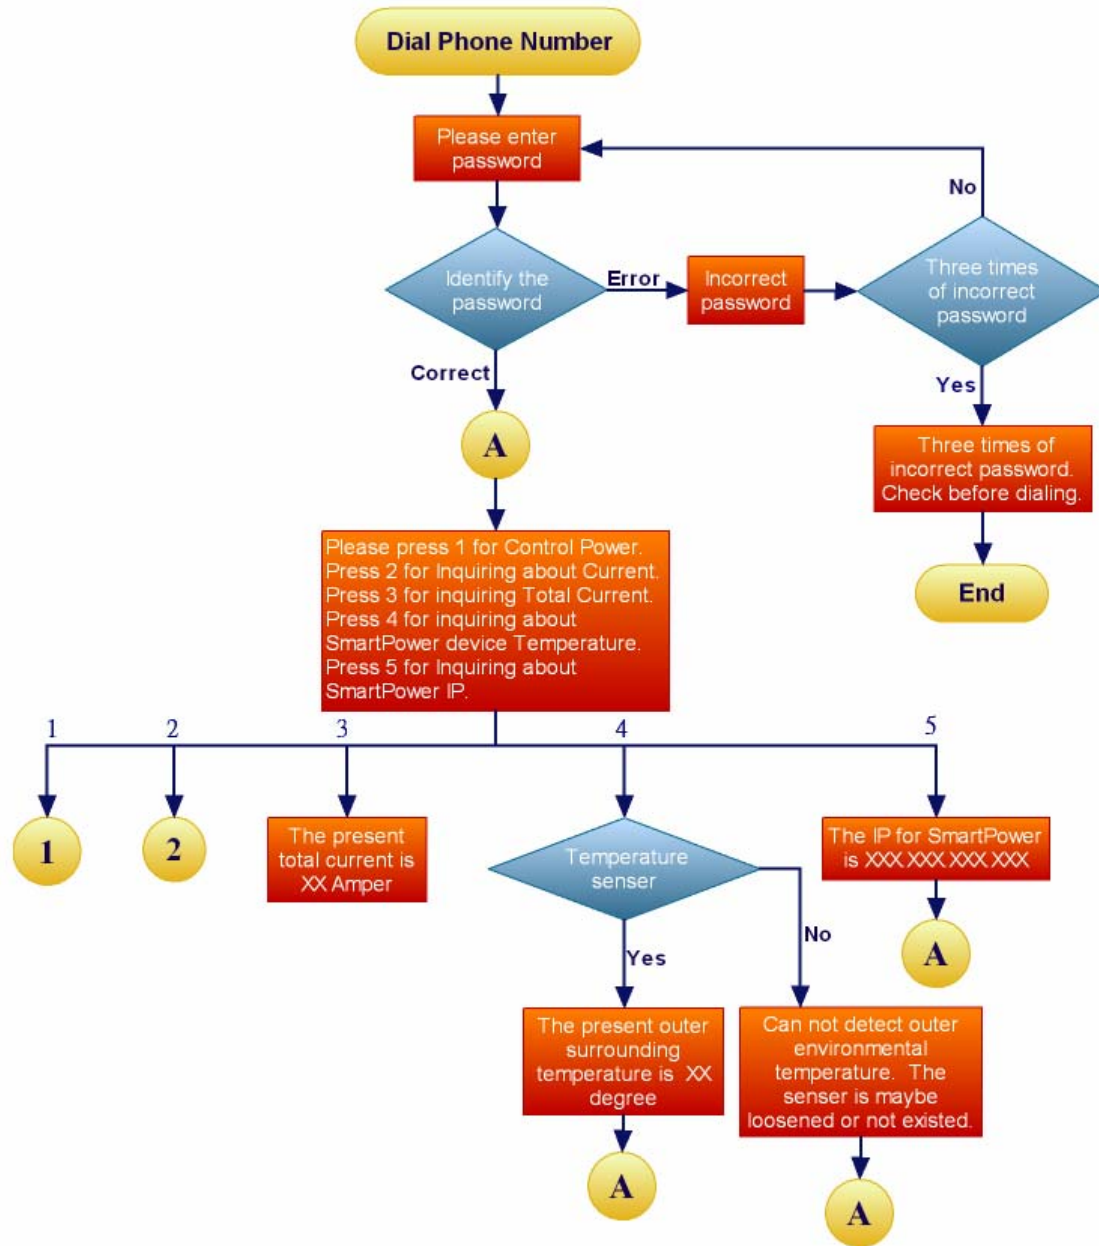 Dial Phone Number
Please enter
password
No
Identify the
password
Error
Incorrect
password
Three times
of incorrect
password
Correct
Yes
A
Three times of
incorrect password.
Check before dialing.
End
Please press 1 for Control Power.
Press 2 for Inquiring about Current.
Press 3 for inquiring Total Current.
Press 4 for inquiring about
SmartPower device Temperature.
Press 5 for Inquiring about
SmartPower IP.
1
2
3
4
5
1
2
The present
total current is
XX Amper
Temperature
senser
The IP for SmartPower
is XXX.XXX.XXX.XXX
Yes
No
A
The present outer
surrounding
temperature is XX
degree
Can not detect outer
environmental
temperature. The
senser is maybe
loosened or not existed.
A
A